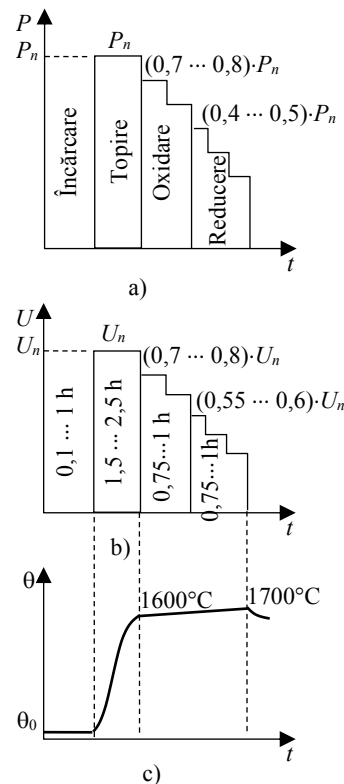 P
P_n
P_n
(0,7 ··· 0,8)·P_n
(0,4 ··· 0,5)·P_n
Încărcare
Topire
Oxidare
Reducere
t
a)
U
U_n
U_n
(0,7 ··· 0,8)·U_n
(0,55 ··· 0,6)·U_n
0,1 ··· 1 h
1,5 ··· 2,5 h
0,75 ··· 1 h
0,75 ··· 1h
t
b)
θ
1600°C
1700°C
θ₀
t
c)